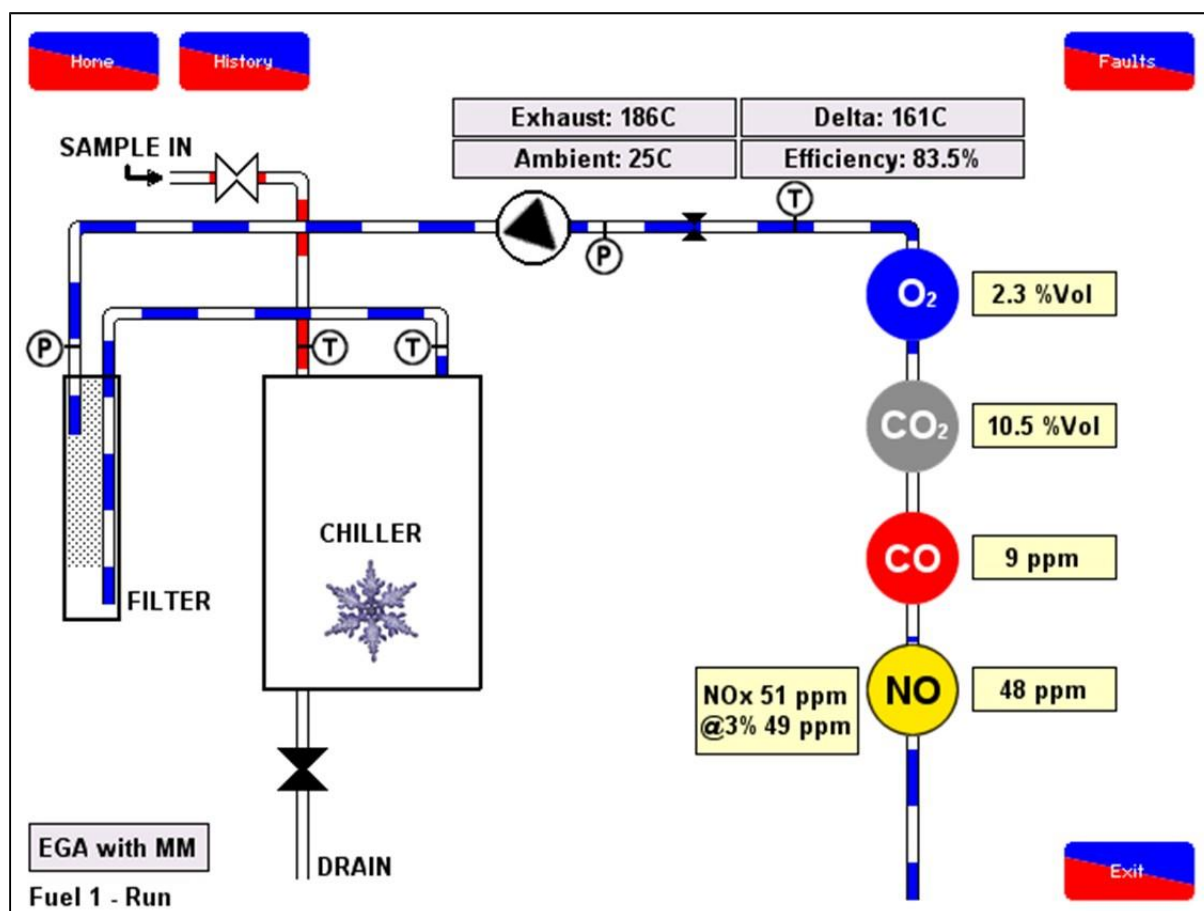 Home
History
Faults
Exhaust: 186C
Delta: 161C
Ambient: 25C
Efficiency: 83.5%
SAMPLE IN
T
P
O₂
2.3 %Vol
P
T
T
CO₂
10.5 %Vol
CHILLER
CO
9 ppm
FILTER
NOx 51 ppm
@3% 49 ppm
NO
48 ppm
EGA with MM
DRAIN
Exit
Fuel 1 - Run